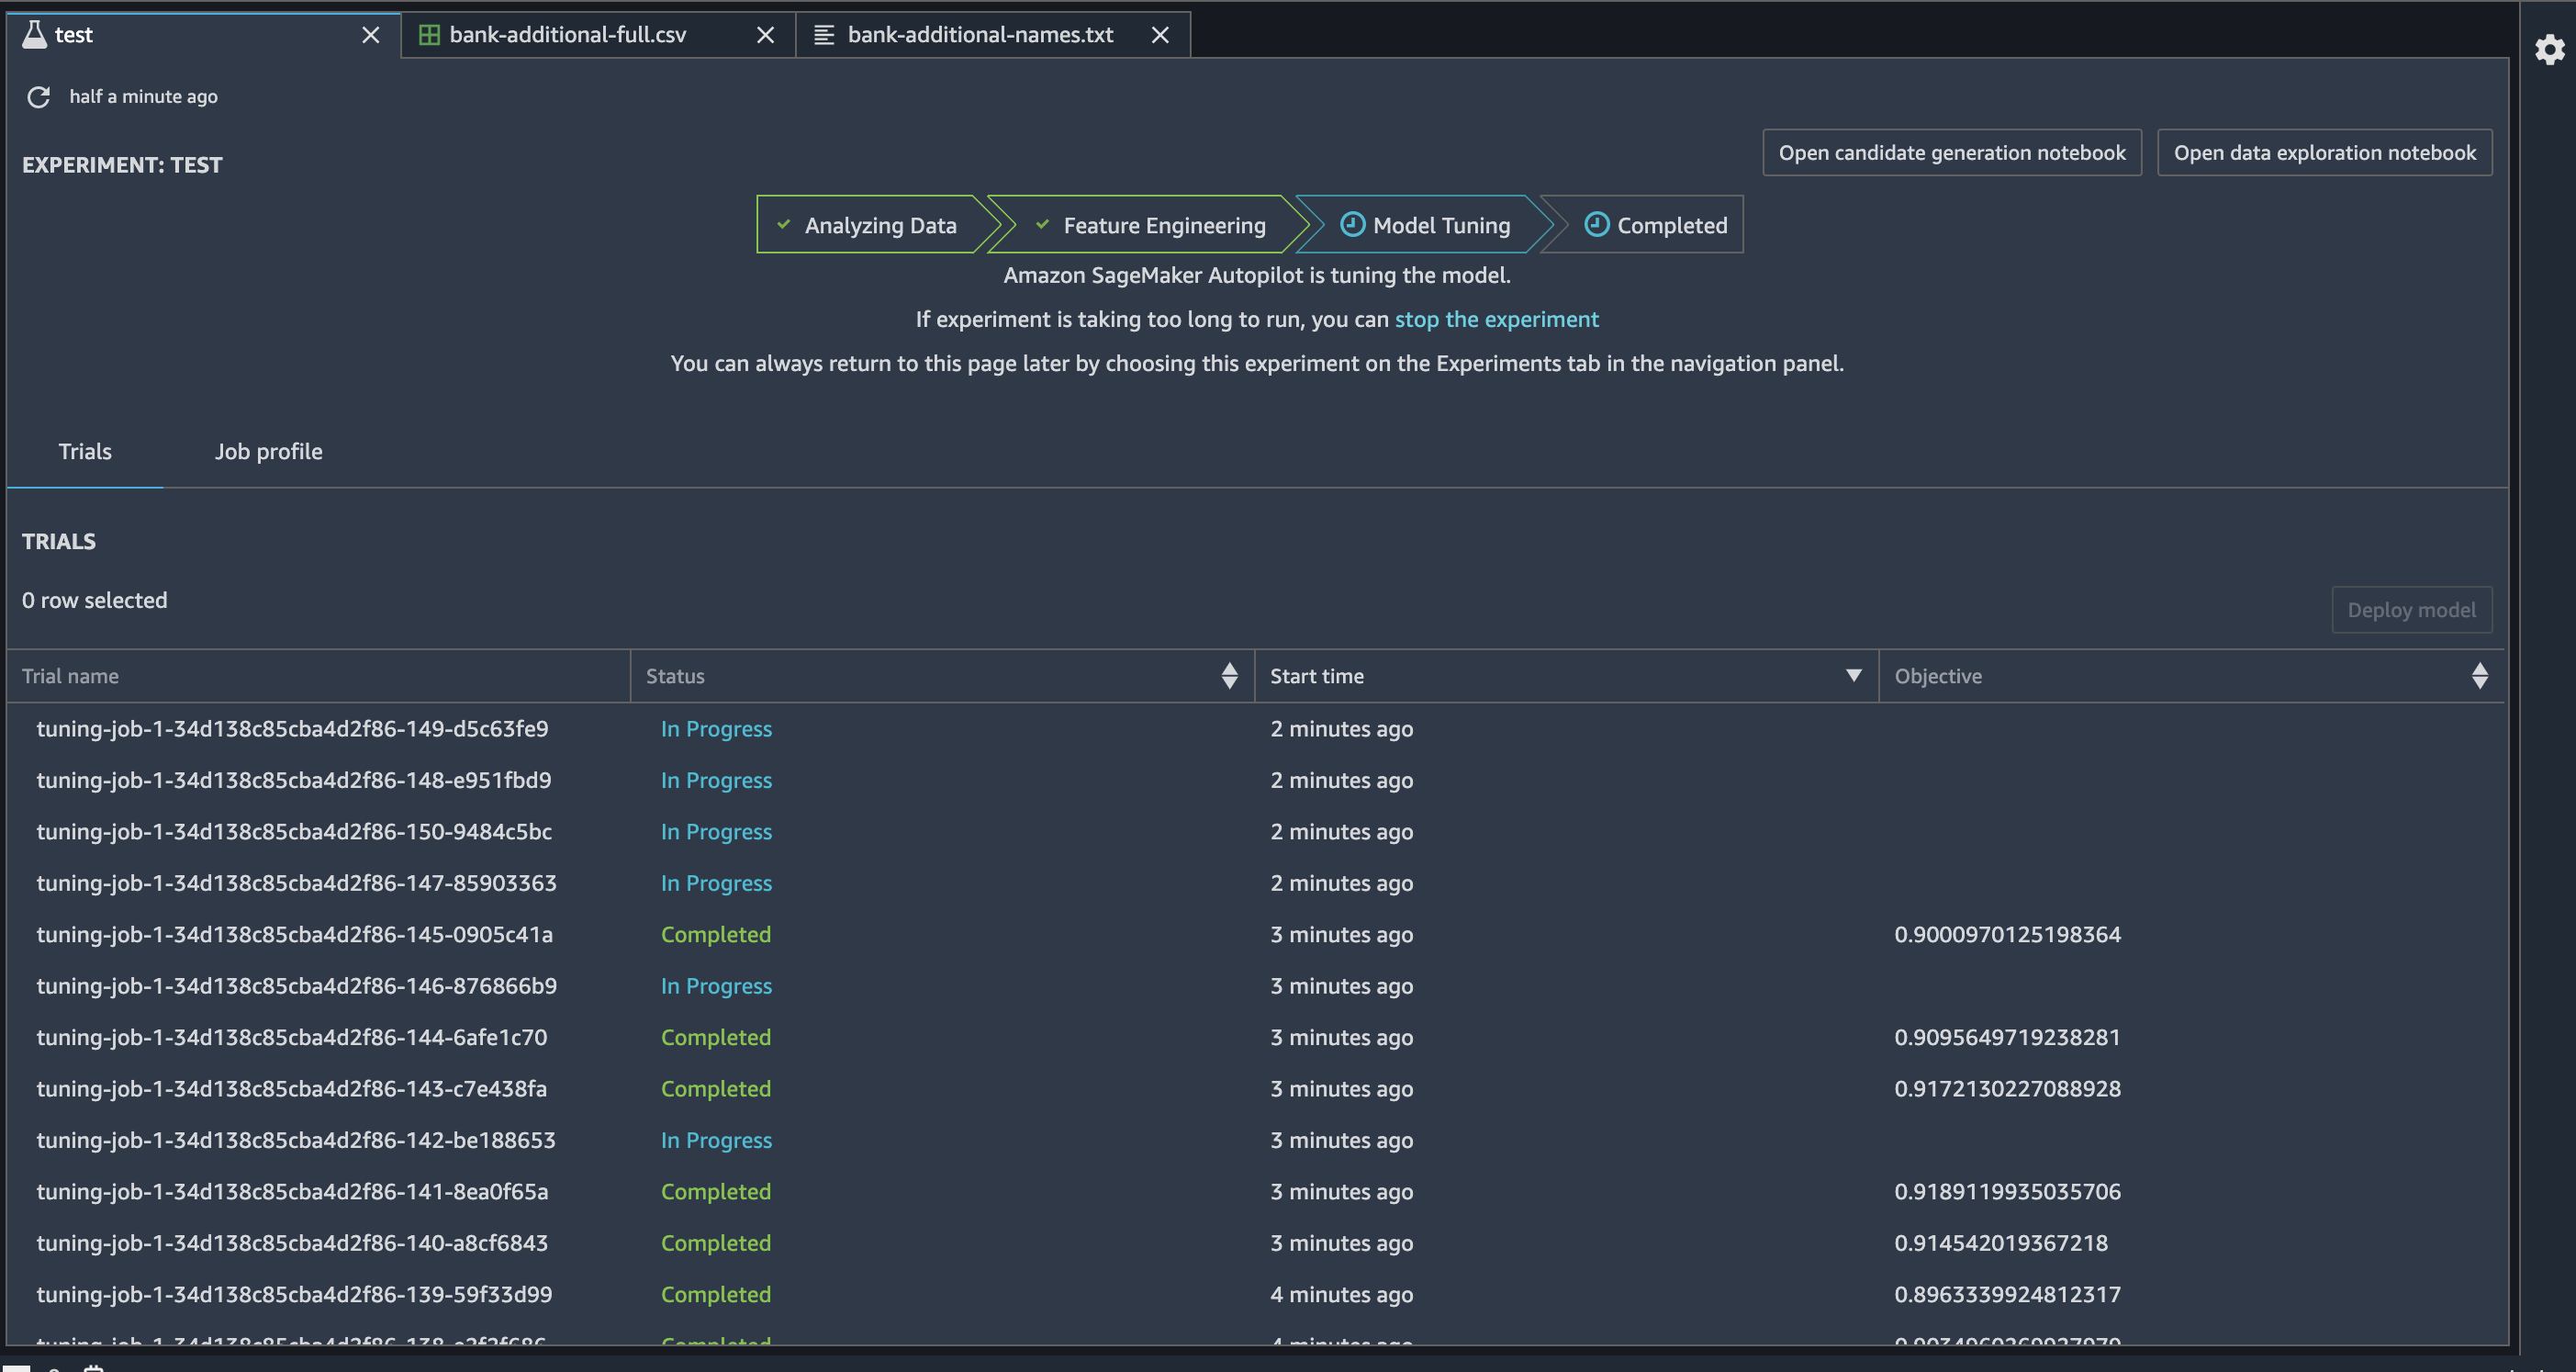 test
bank-additional-full.csv
bank-additional-names.txt
half a minute ago
EXPERIMENT: TEST
Open candidate generation notebook
Open data exploration notebook
Analyzing Data
Feature Engineering
Model Tuning
Completed
Amazon SageMaker Autopilot is tuning the model.
If experiment is taking too long to run, you can stop the experiment
You can always return to this page later by choosing this experiment on the Experiments tab in the navigation panel.
Trials Job profile
TRIALS
0 row selected
Deploy model
Trial name Status Start time Objective
tuning-job-1-34d138c85cba4d2f86-149-d5c63fe9 In Progress 2 minutes ago
tuning-job-1-34d138c85cba4d2f86-148-e951fbd9 In Progress 2 minutes ago
tuning-job-1-34d138c85cba4d2f86-150-9484c5bc In Progress 2 minutes ago
tuning-job-1-34d138c85cba4d2f86-147-85903363 In Progress 2 minutes ago
tuning-job-1-34d138c85cba4d2f86-145-0905c41a Completed 3 minutes ago 0.9000970125198364
tuning-job-1-34d138c85cba4d2f86-146-876866b9 In Progress 3 minutes ago
tuning-job-1-34d138c85cba4d2f86-144-6afe1c70 Completed 3 minutes ago 0.9095649719238281
tuning-job-1-34d138c85cba4d2f86-143-c7e438fa Completed 3 minutes ago 0.9172130227088928
tuning-job-1-34d138c85cba4d2f86-142-be188653 In Progress 3 minutes ago
tuning-job-1-34d138c85cba4d2f86-141-8ea0f65a Completed 3 minutes ago 0.9189119935035706
tuning-job-1-34d138c85cba4d2f86-140-a8cf6843 Completed 3 minutes ago 0.914542019367218
tuning-job-1-34d138c85cba4d2f86-139-59f33d99 Completed 4 minutes ago 0.8963339924812317
Completed 4 minutes ago